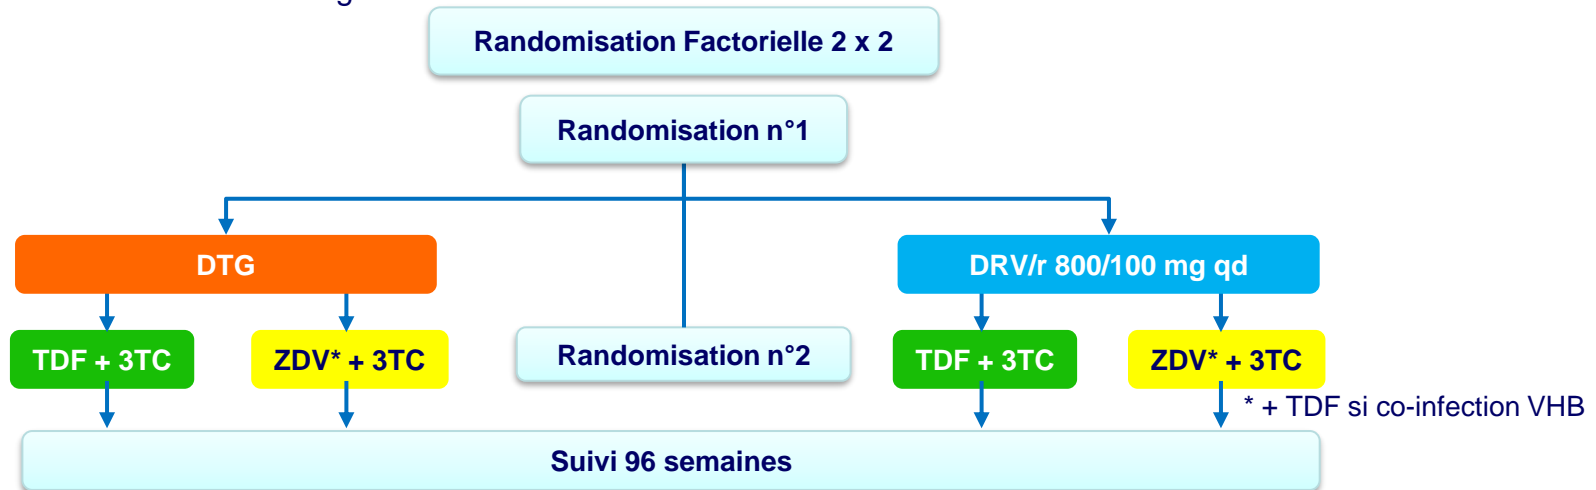 Randomisation Factorielle 2 x 2
Randomisation n°1
DTG
DRV/r 800/100 mg qd
TDF + 3TC
ZDV* + 3TC
Randomisation n°2
TDF + 3TC
ZDV* + 3TC
* + TDF si co-infection VHB
Suivi 96 semaines